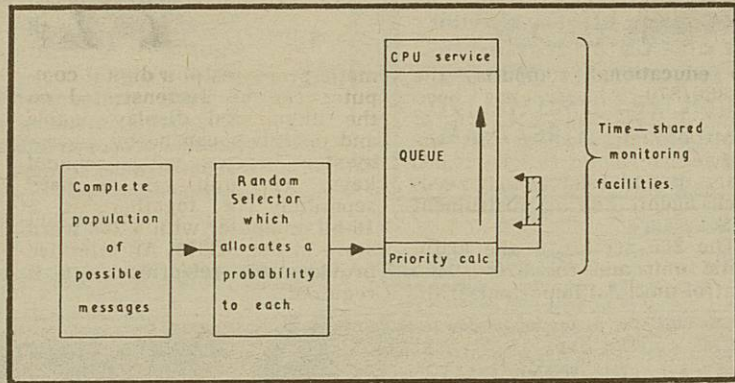 Complete
population
of
possible
messages
Random
Selector
which
allocates a
probability
to each.
CPU service
QUEUE
Priority calc
Time—shared
monitoring
facilities.